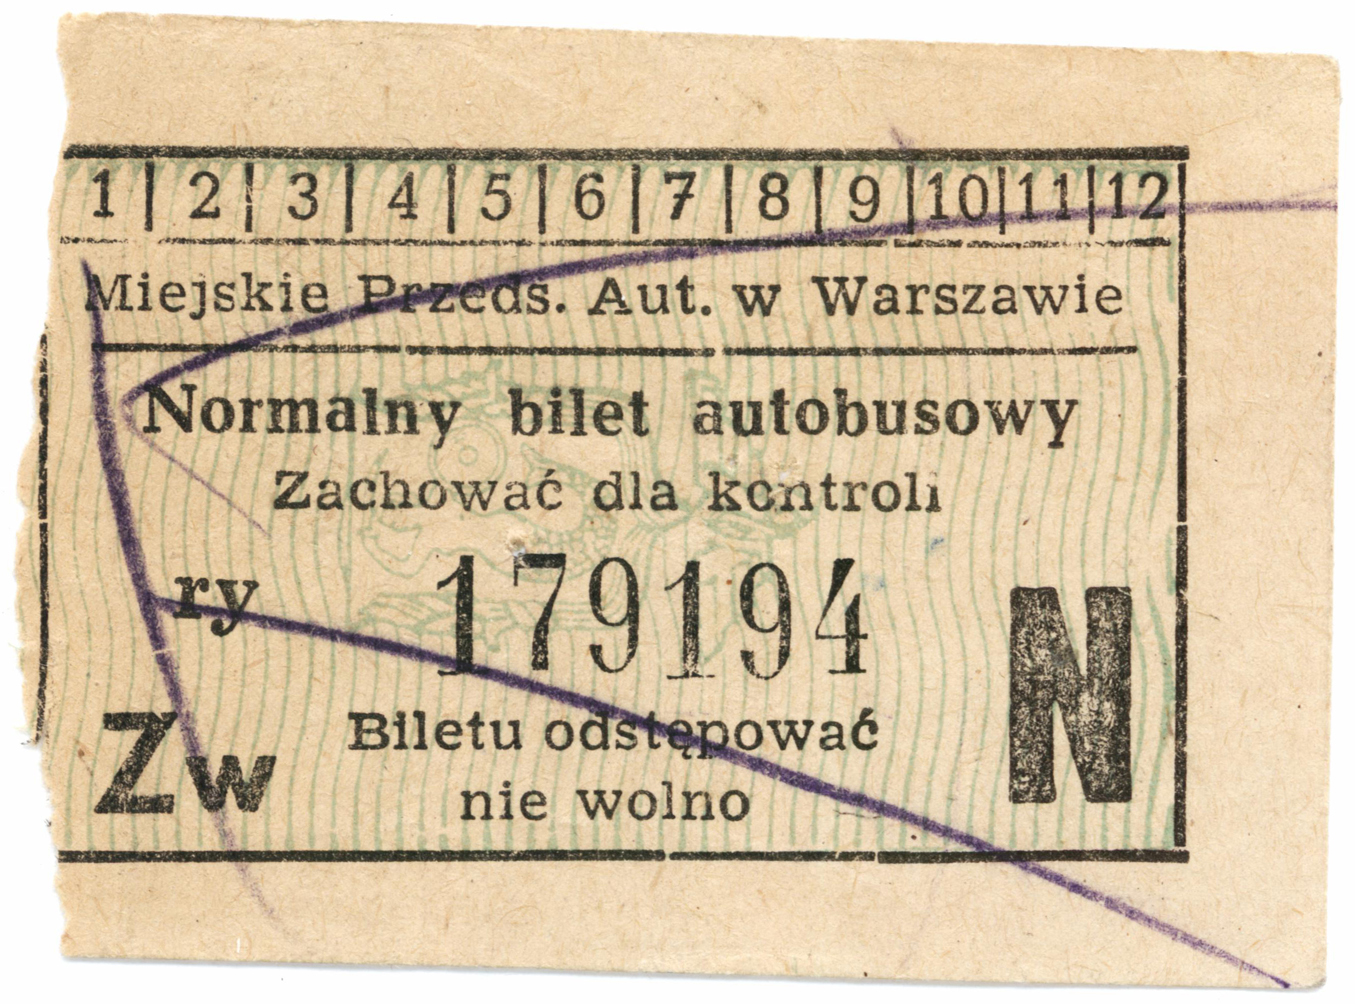 1 | 2 | 3 | 4 | 5 | 6 | 7 | 8 | 9 | 10 | 11 | 12
Miejskie Przeds. Aut. w Warszawie
Normalny bilet autobusowy
Zachować dla kontroli
ry 179194
N
Zw
Biletu odstępować
nie wolno